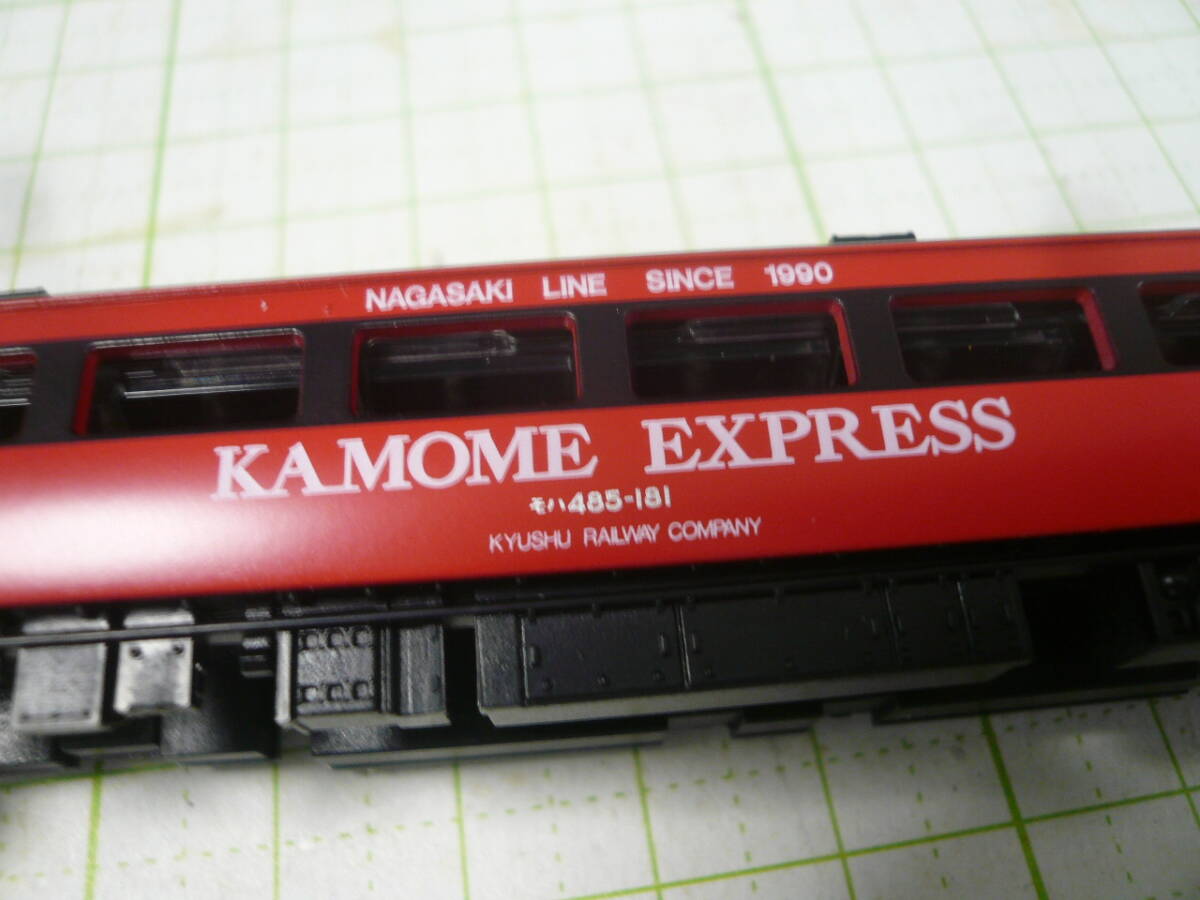 NAGASAKI LINE SINCE 1990
KAMOME EXPRESS
モハ485-181
KYUSHU RAILWAY COMPANY